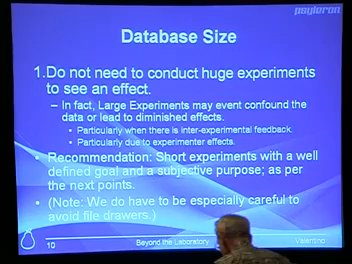 psyleron
Database Size
1.Do not need to conduct huge experiments
to see an effect.
– In fact, Large Experiments may event confound the
data or lead to diminished effects.
• Particularly when there is inter-experimental feedback.
• Particularly due to experimenter effects.
• Recommendation: Short experiments with a well
defined goal and a subjective purpose; as per
the next points.
• (Note: We do have to be especially careful to
avoid file drawers.)
10
Beyond the Laboratory
Valentino